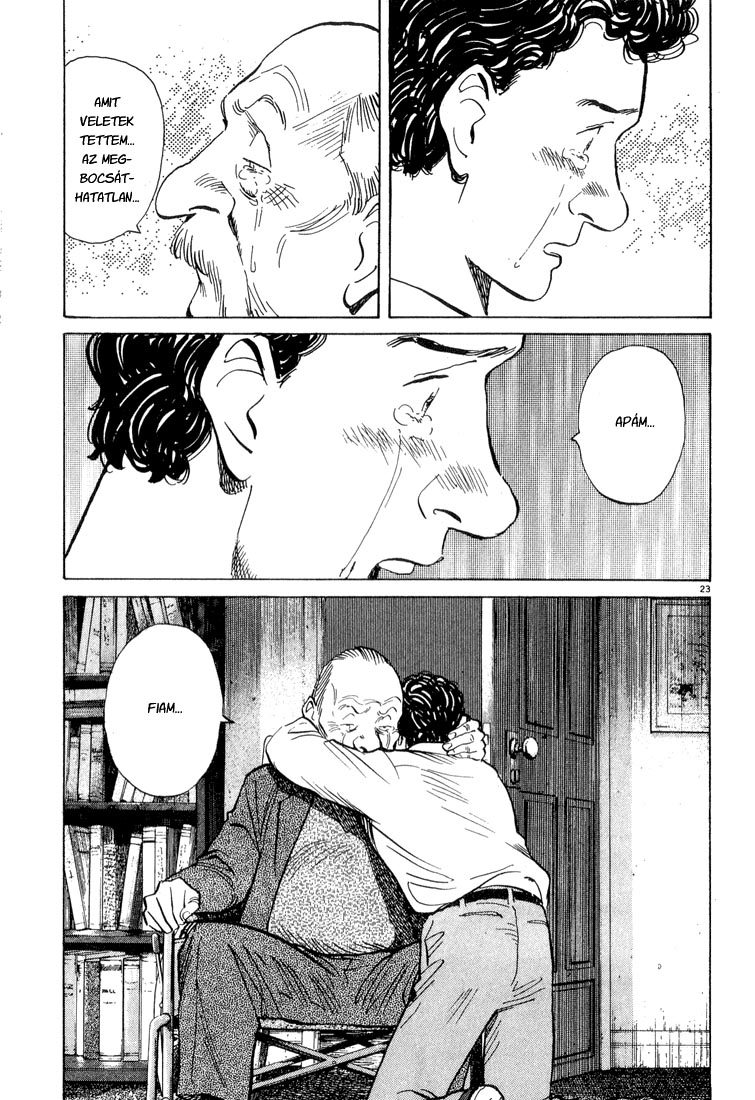 AMIT
VELETEK
TETTEM...
AZ MEG-
BOCSÁT-
HATATLAN...
APÁM...
23
FIAM...